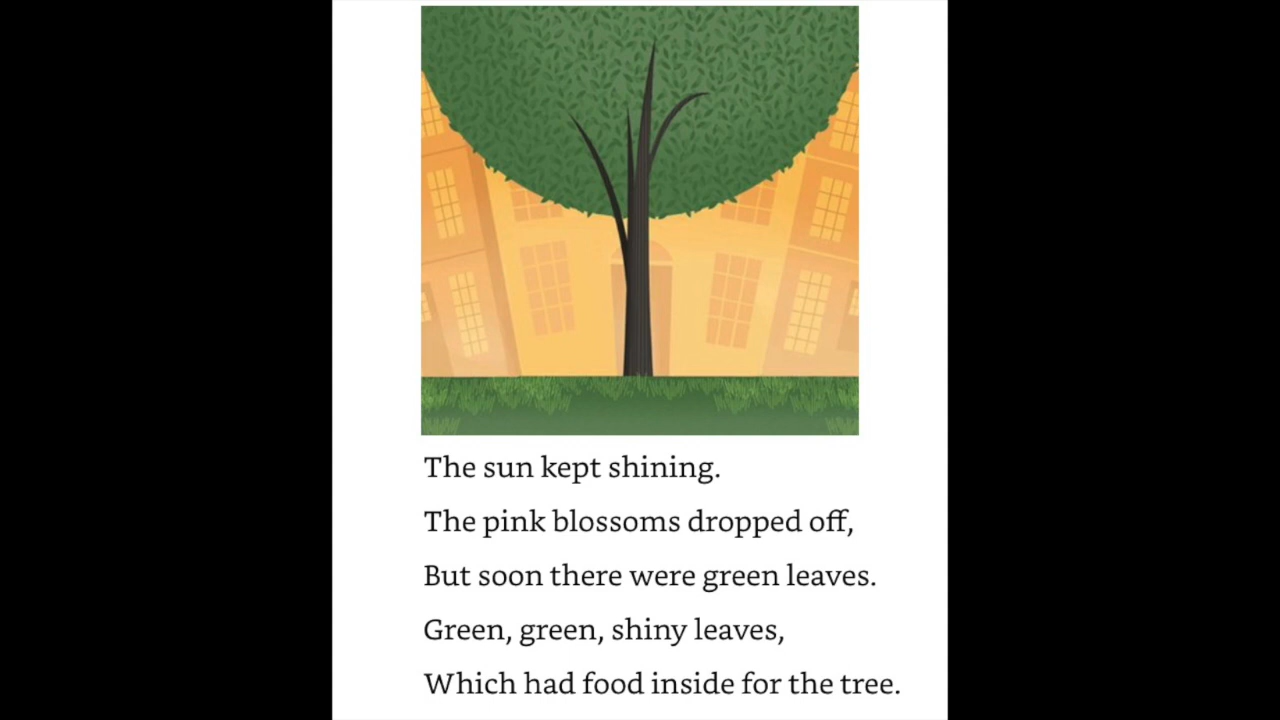 The sun kept shining.
The pink blossoms dropped off,
But soon there were green leaves.
Green, green, shiny leaves,
Which had food inside for the tree.